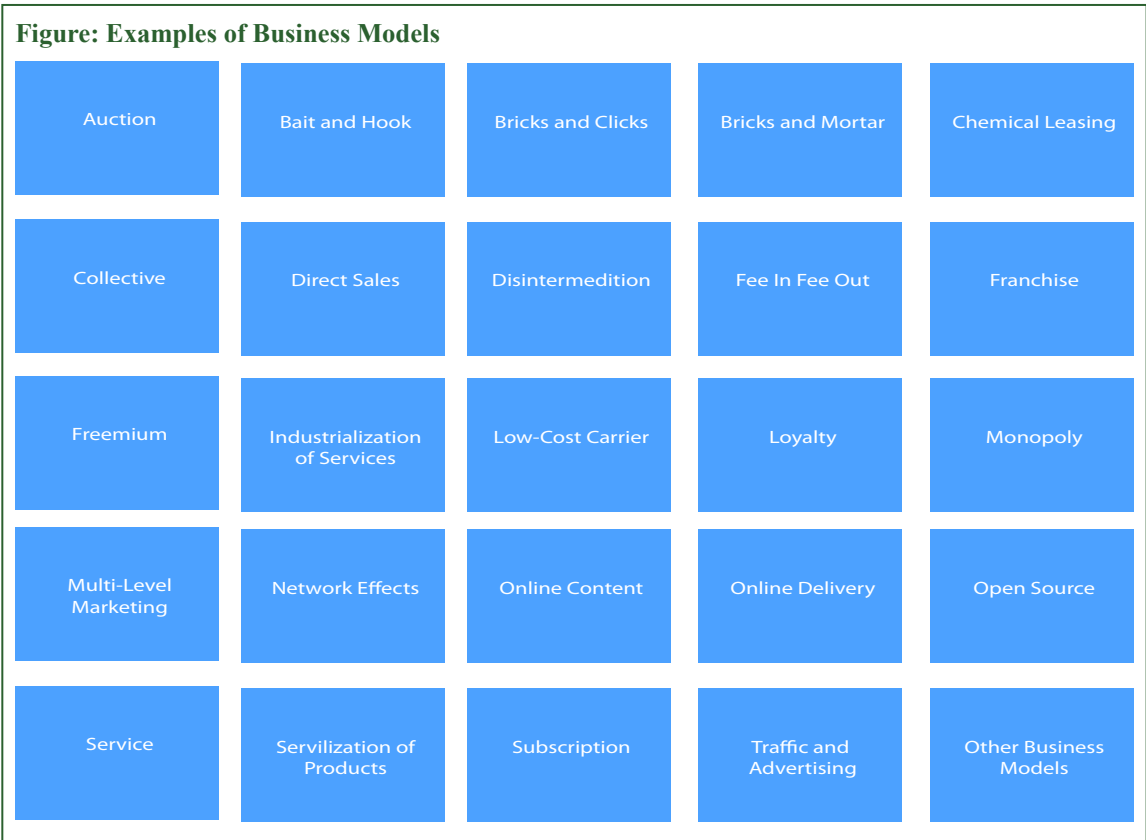 Figure: Examples of Business Models
Auction
Bait and Hook
Bricks and Clicks
Bricks and Mortar
Chemical Leasing
Collective
Direct Sales
Disintermedition
Fee In Fee Out
Franchise
Freemium
Industrialization
of Services
Low-Cost Carrier
Loyalty
Monopoly
Multi-Level
Marketing
Network Effects
Online Content
Online Delivery
Open Source
Service
Servilization of
Products
Subscription
Traffic and
Advertising
Other Business
Models